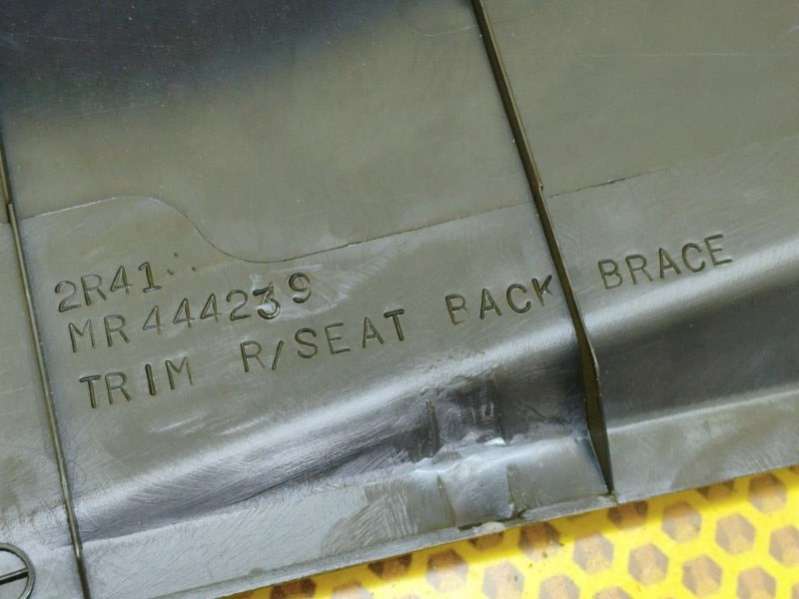 2R41
MR444239
TRIM R/SEAT BACK BRACE